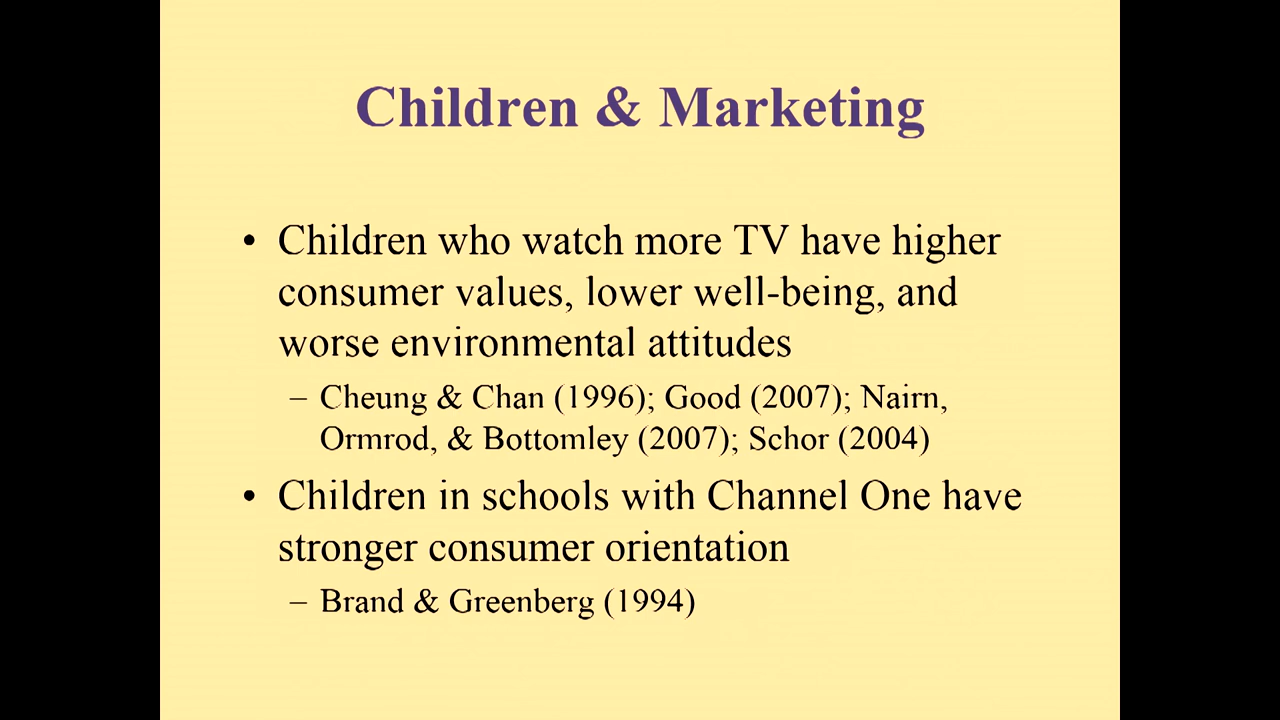 Children & Marketing
• Children who watch more TV have higher
consumer values, lower well-being, and
worse environmental attitudes
– Cheung & Chan (1996); Good (2007); Nairn,
Ormrod, & Bottomley (2007); Schor (2004)
• Children in schools with Channel One have
stronger consumer orientation
– Brand & Greenberg (1994)